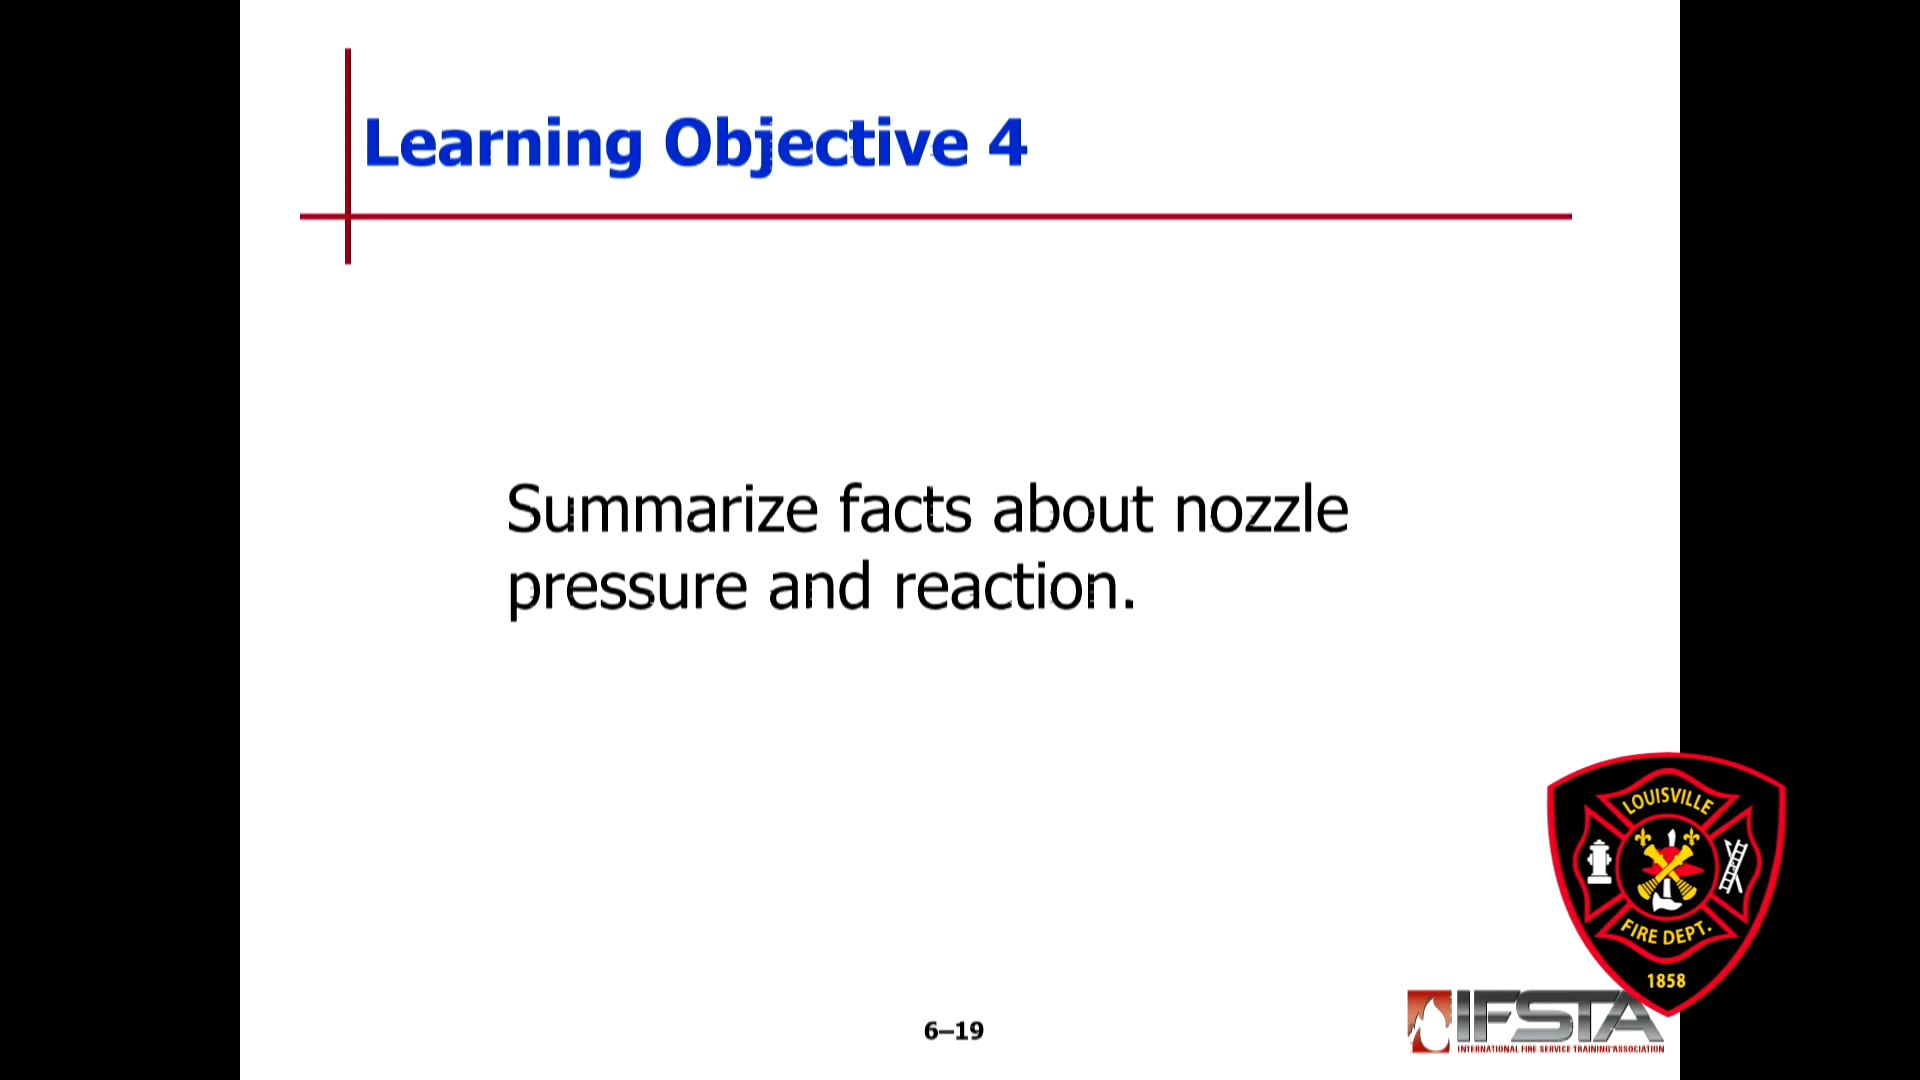 Learning Objective 4
Summarize facts about nozzle
pressure and reaction.
LOUISVILLE
FIRE DEPT.
1858
6–19
IFSTA
INTERNATIONAL FIRE SERVICE TRAINING ASSOCIATION